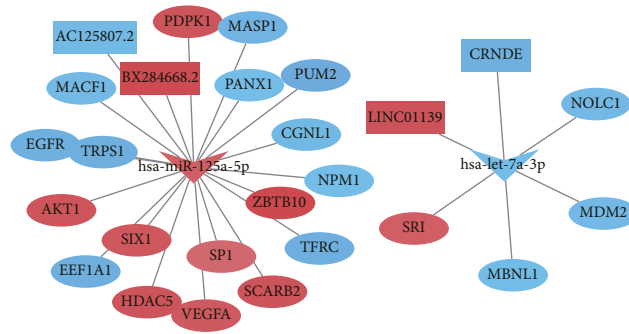 PDPK1
MASP1
AC125807.2
BX284668.2
MACF1
PANX1
PUM2
CGNL1
EGFR
TRPS1
hsa-miR-125a-5p
NPM1
AKT1
ZBTB10
SIX1
TFRC
EEF1A1
SP1
HDAC5
VEGFA
SCARB2
CRNDE
NOLC1
LINC01139
hsa-let-7a-3p
MDM2
SRI
MBNL1